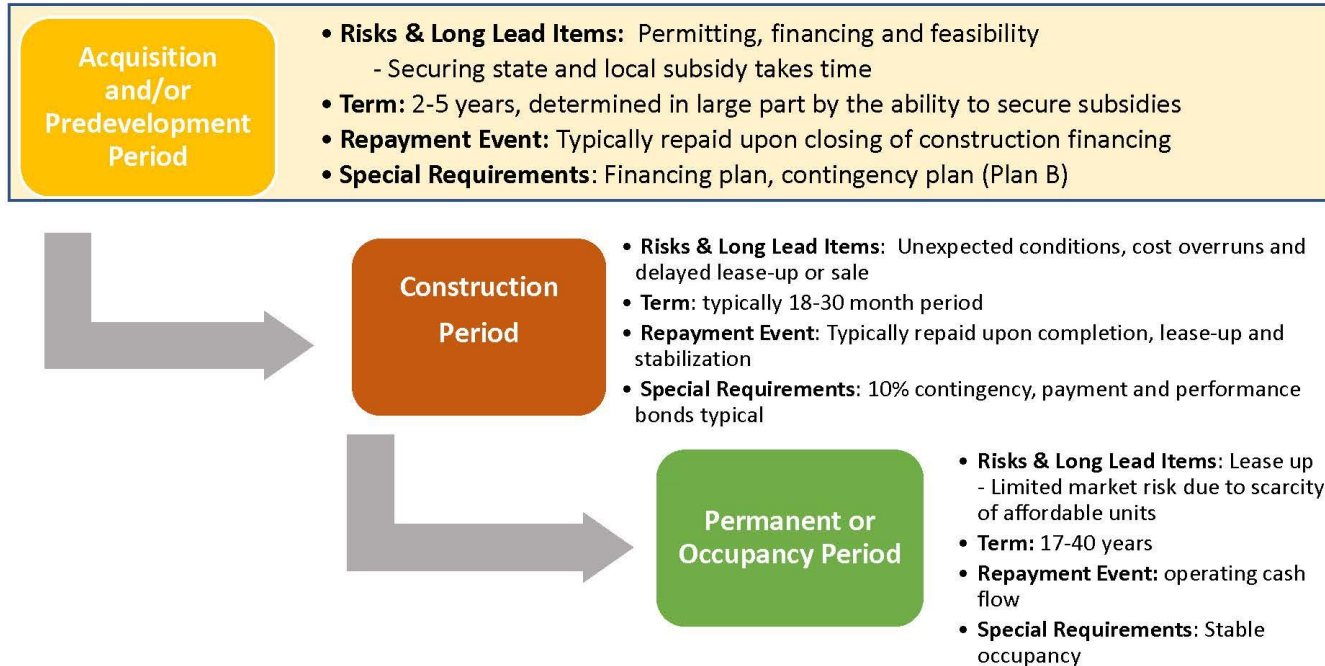 Acquisition
and/or
Predevelopment
Period
• Risks & Long Lead Items: Permitting, financing and feasibility
- Securing state and local subsidy takes time
• Term: 2-5 years, determined in large part by the ability to secure subsidies
• Repayment Event: Typically repaid upon closing of construction financing
• Special Requirements: Financing plan, contingency plan (Plan B)
Construction
Period
• Risks & Long Lead Items: Unexpected conditions, cost overruns and
delayed lease-up or sale
• Term: typically 18-30 month period
• Repayment Event: Typically repaid upon completion, lease-up and
stabilization
• Special Requirements: 10% contingency, payment and performance
bonds typical
Permanent or
Occupancy Period
• Risks & Long Lead Items: Lease up
- Limited market risk due to scarcity
of affordable units
• Term: 17-40 years
• Repayment Event: operating cash
flow
• Special Requirements: Stable
occupancy